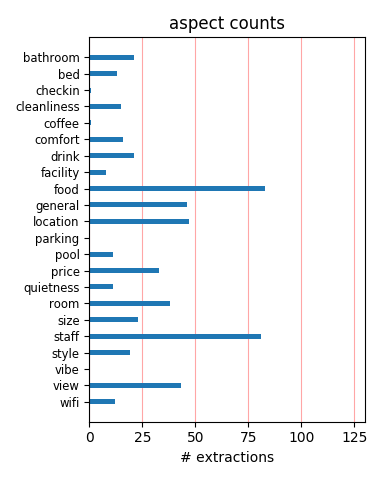 aspect counts
bathroom
bed
checkin
cleanliness
coffee
comfort
drink
facility
food
general
location
parking
pool
price
quietness
room
size
staff
style
vibe
view
wifi
0 25 50 75 100 125
# extractions